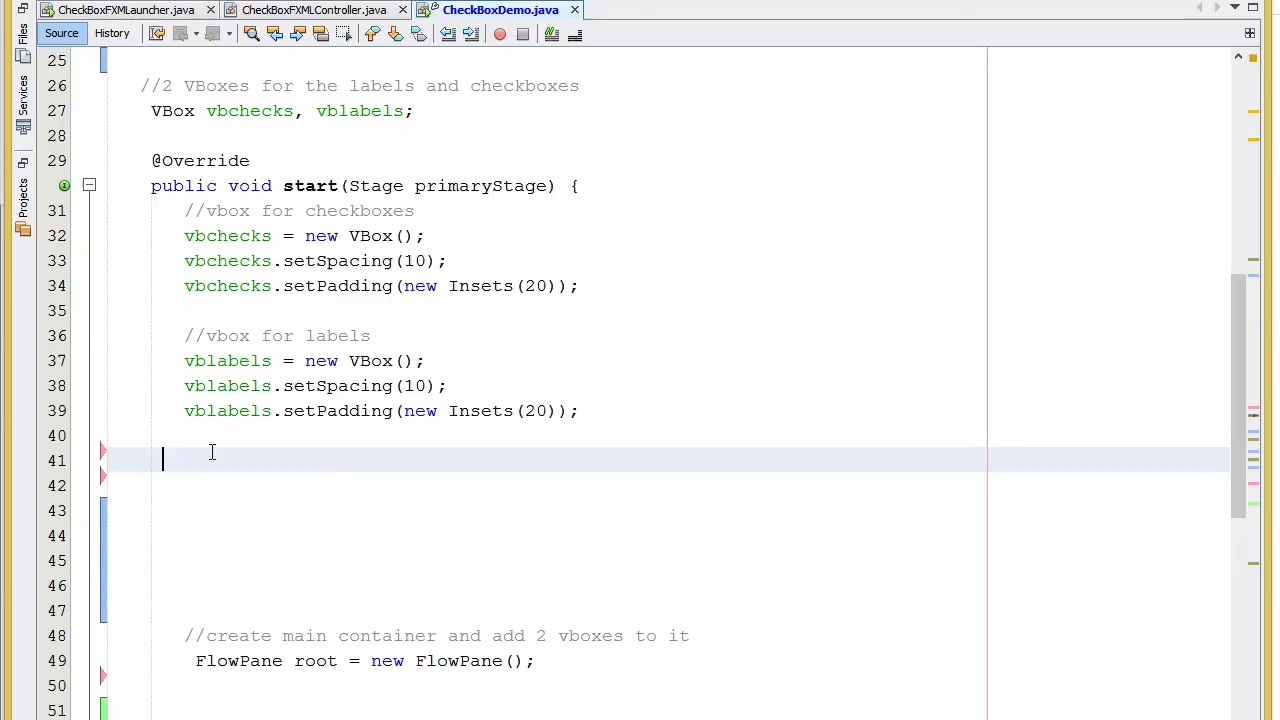 CheckBoxFXMLauncher.java
CheckBoxFXMLController.java
CheckBoxDemo.java
Source
History
Files
Services
Projects
25
26 //2 VBoxes for the labels and checkboxes
27 VBox vbchecks, vblabels;
28
29 @Override
public void start(Stage primaryStage) {
31 //vbox for checkboxes
32 vbchecks = new VBox();
33 vbchecks.setSpacing(10);
34 vbchecks.setPadding(new Insets(20));
35
36 //vbox for labels
37 vblabels = new VBox();
38 vblabels.setSpacing(10);
39 vblabels.setPadding(new Insets(20));
40
41
42
43
44
45
46
47
48 //create main container and add 2 vboxes to it
49 FlowPane root = new FlowPane();
50
51